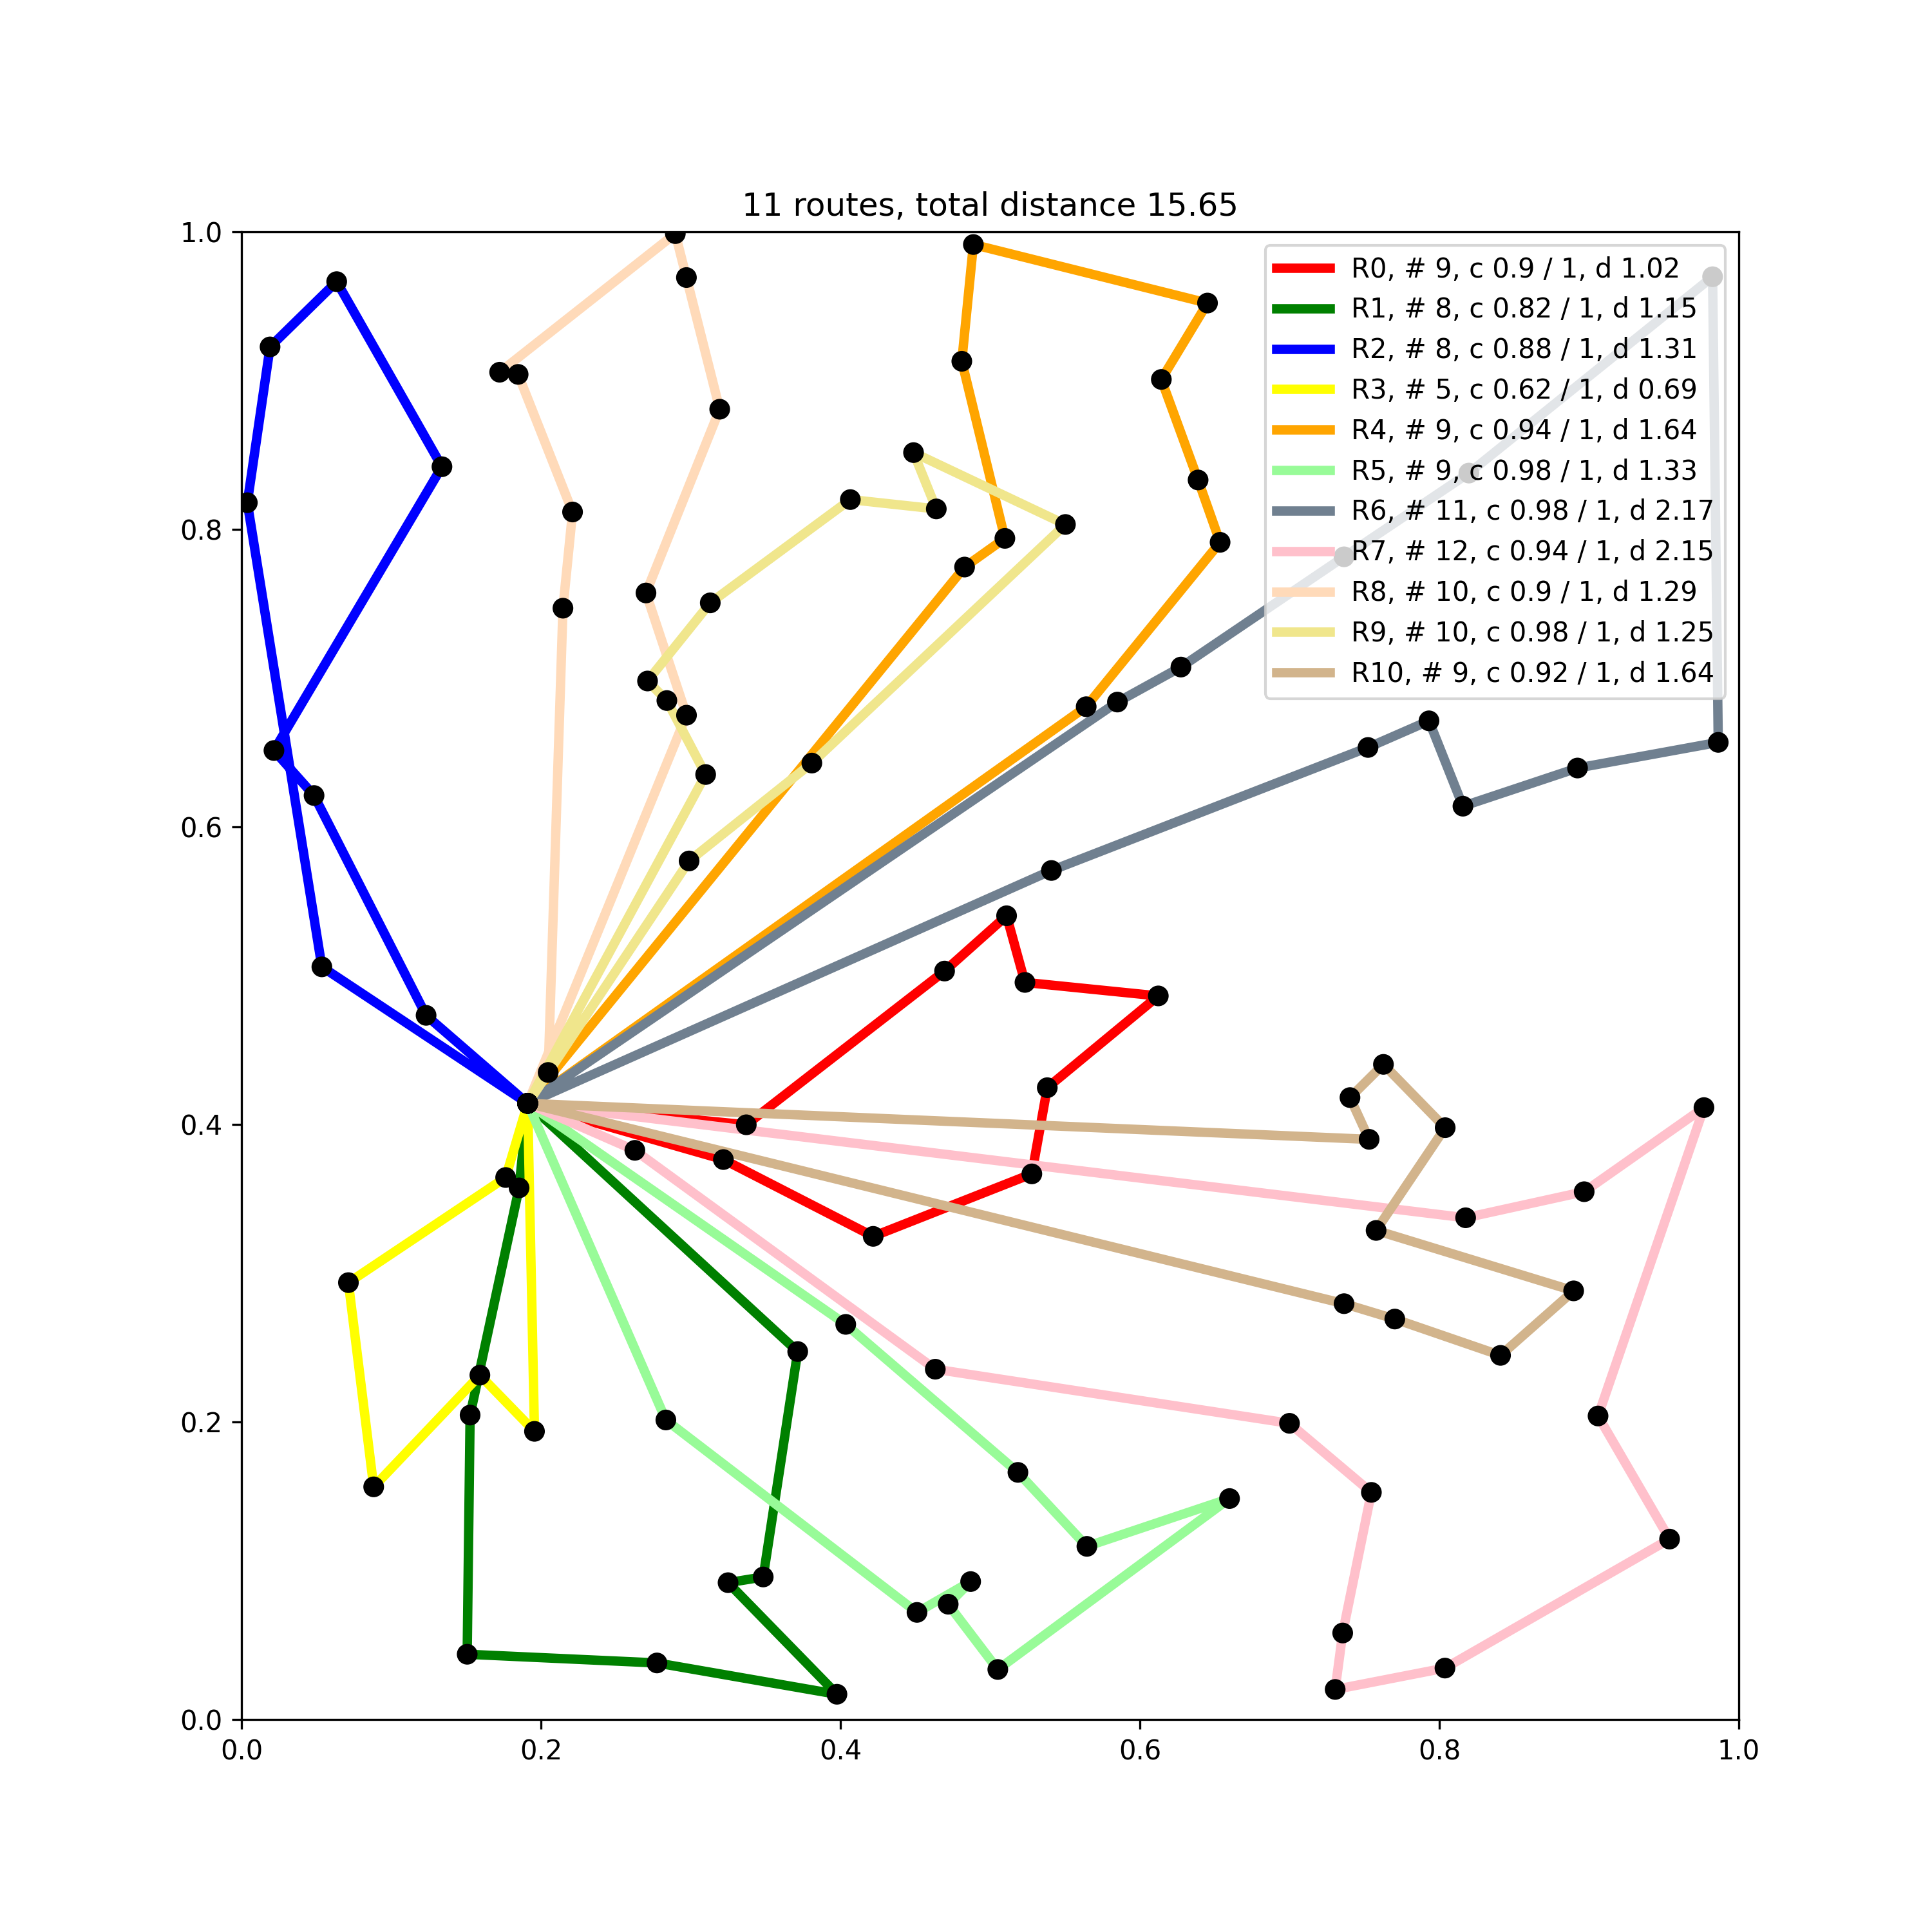 11 routes, total distance 15.65
1.0
0.8
0.6
0.4
0.2
0.0
0.0 0.2 0.4 0.6 0.8 1.0
R0, # 9, c 0.9 / 1, d 1.02
R1, # 8, c 0.82 / 1, d 1.15
R2, # 8, c 0.88 / 1, d 1.31
R3, # 5, c 0.62 / 1, d 0.69
R4, # 9, c 0.94 / 1, d 1.64
R5, # 9, c 0.98 / 1, d 1.33
R6, # 11, c 0.98 / 1, d 2.17
R7, # 12, c 0.94 / 1, d 2.15
R8, # 10, c 0.9 / 1, d 1.29
R9, # 10, c 0.98 / 1, d 1.25
R10, # 9, c 0.92 / 1, d 1.64